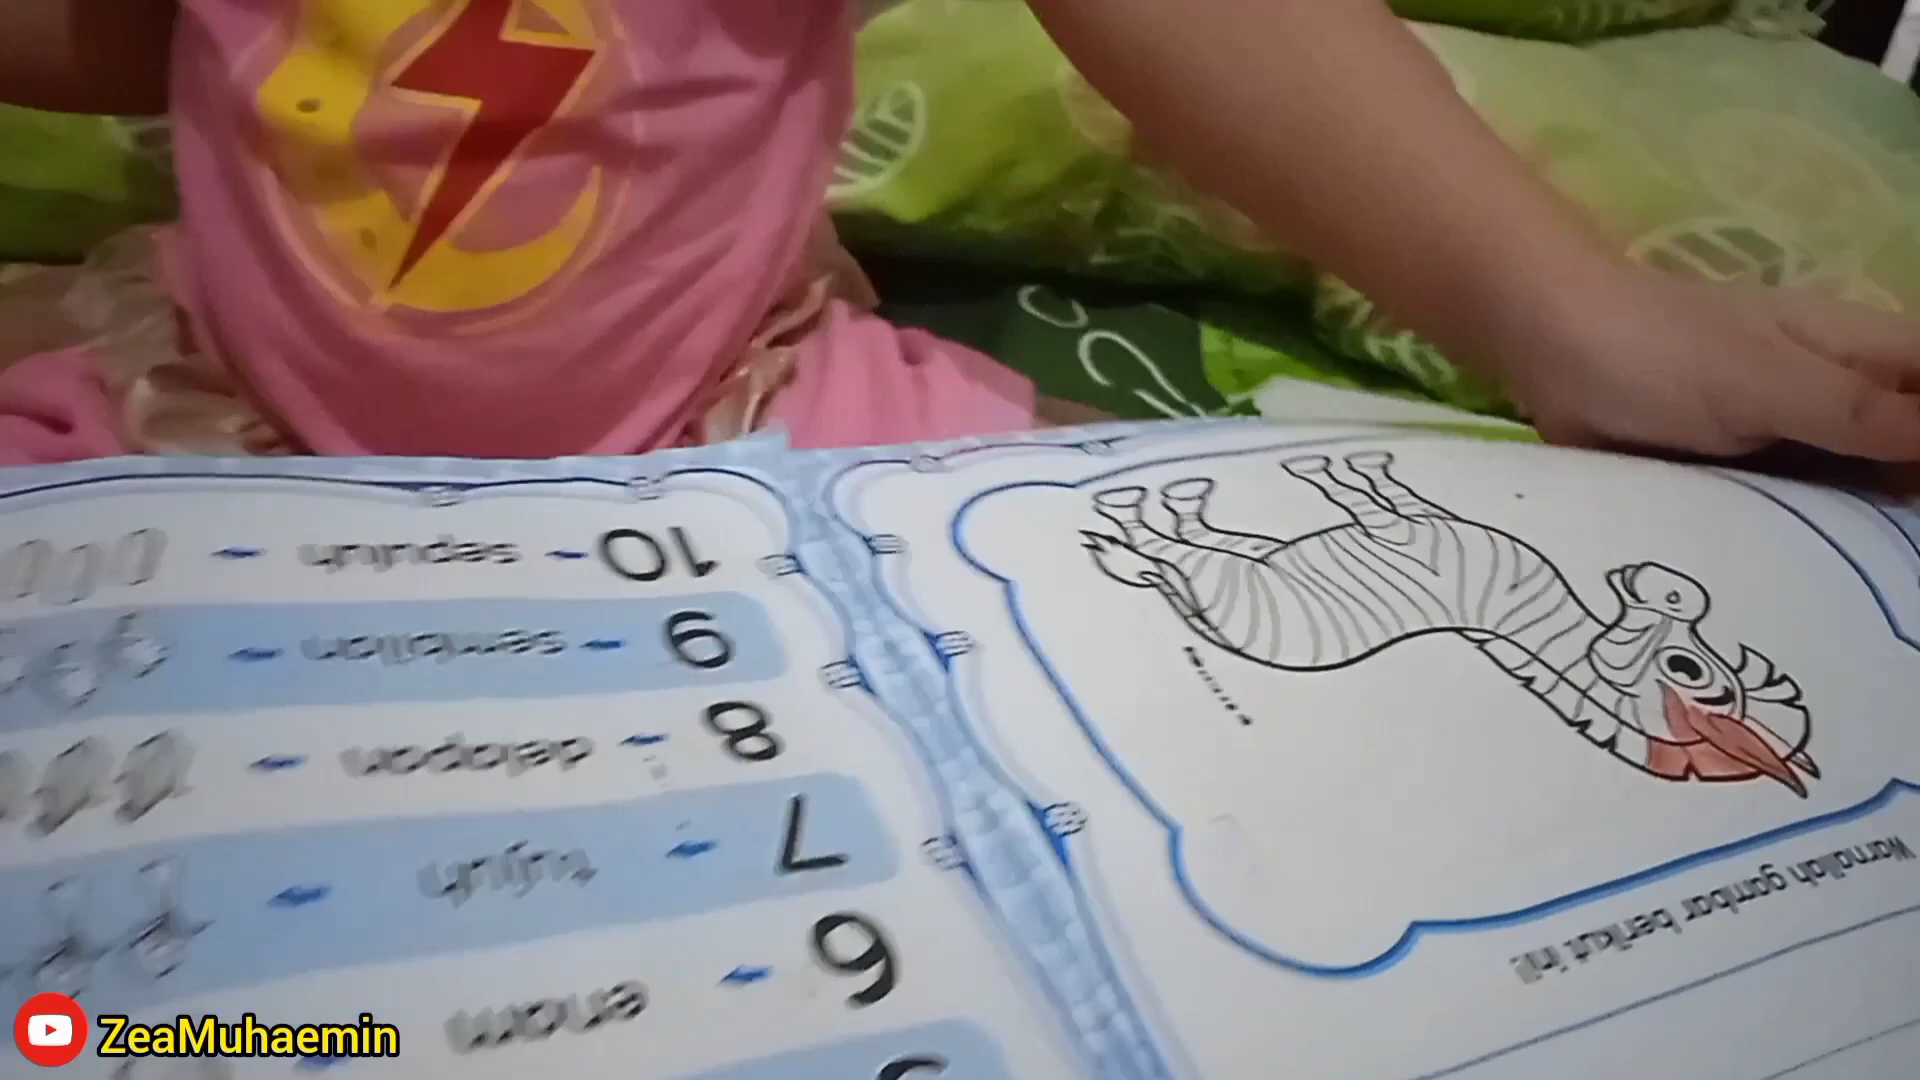 Warnailah gambar berikut ini!
6 enam
7 tujuh
8 delapan
9 sembilan
10 sepuluh
ZeaMuhaemin